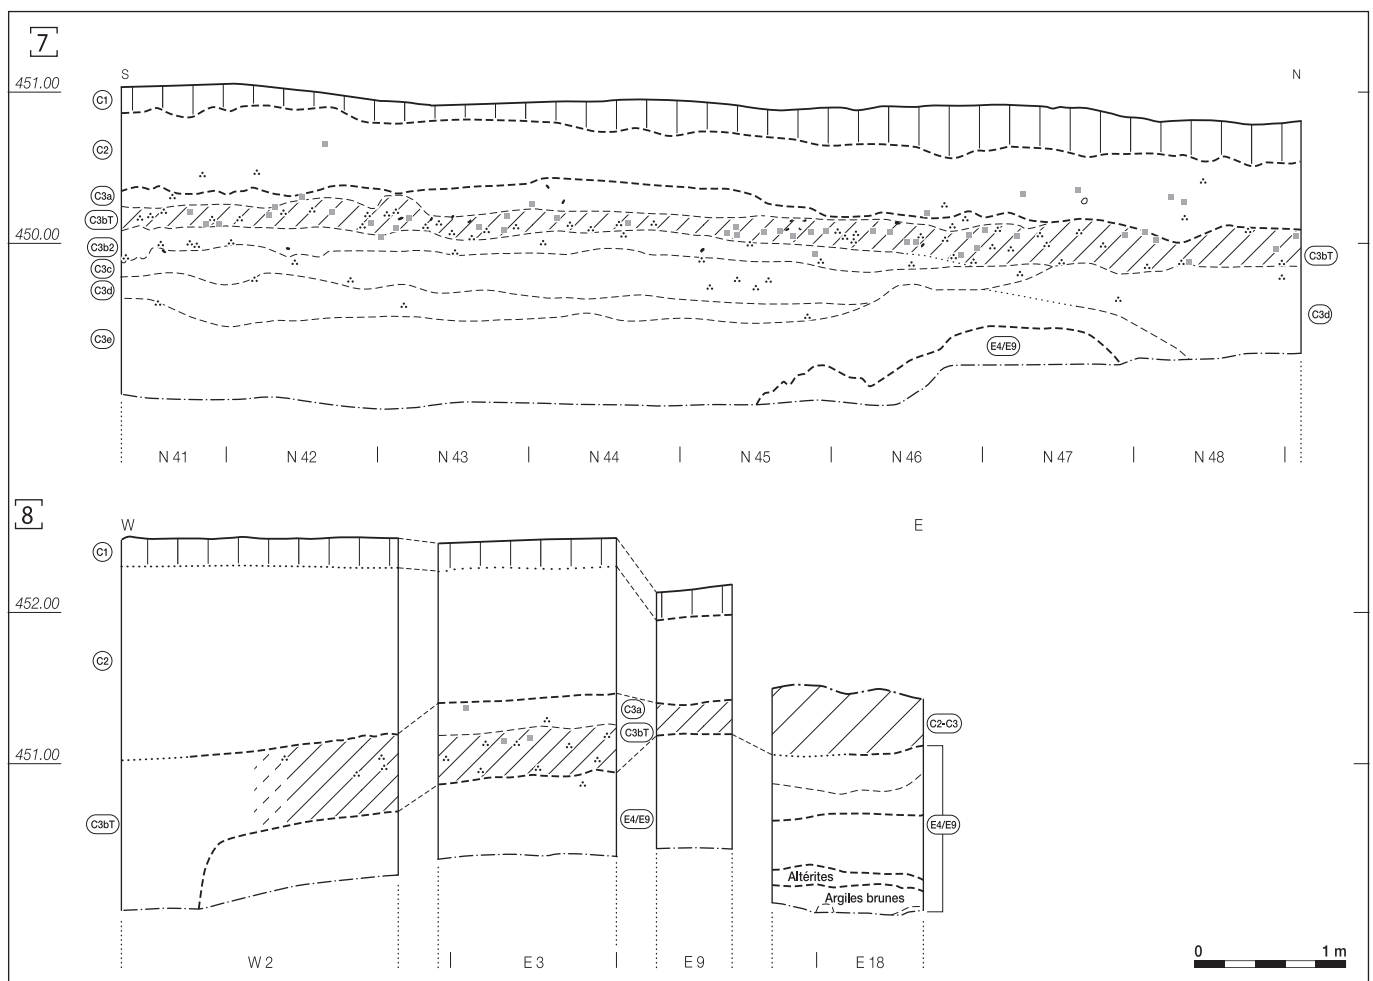 7
S
N
451.00
C1
C2
C3a
C3bT
450.00
C3b2
C3bT
C3c
C3d
C3d
C3e
E4/E9
N 41
N 42
N 43
N 44
N 45
N 46
N 47
N 48
8
W
E
C1
452.00
C2
C3a
C2-C3
C3bT
451.00
C3bT
E4/E9
E4/E9
Altérites
Argiles brunes
0 1 m
W 2
E 3
E 9
E 18